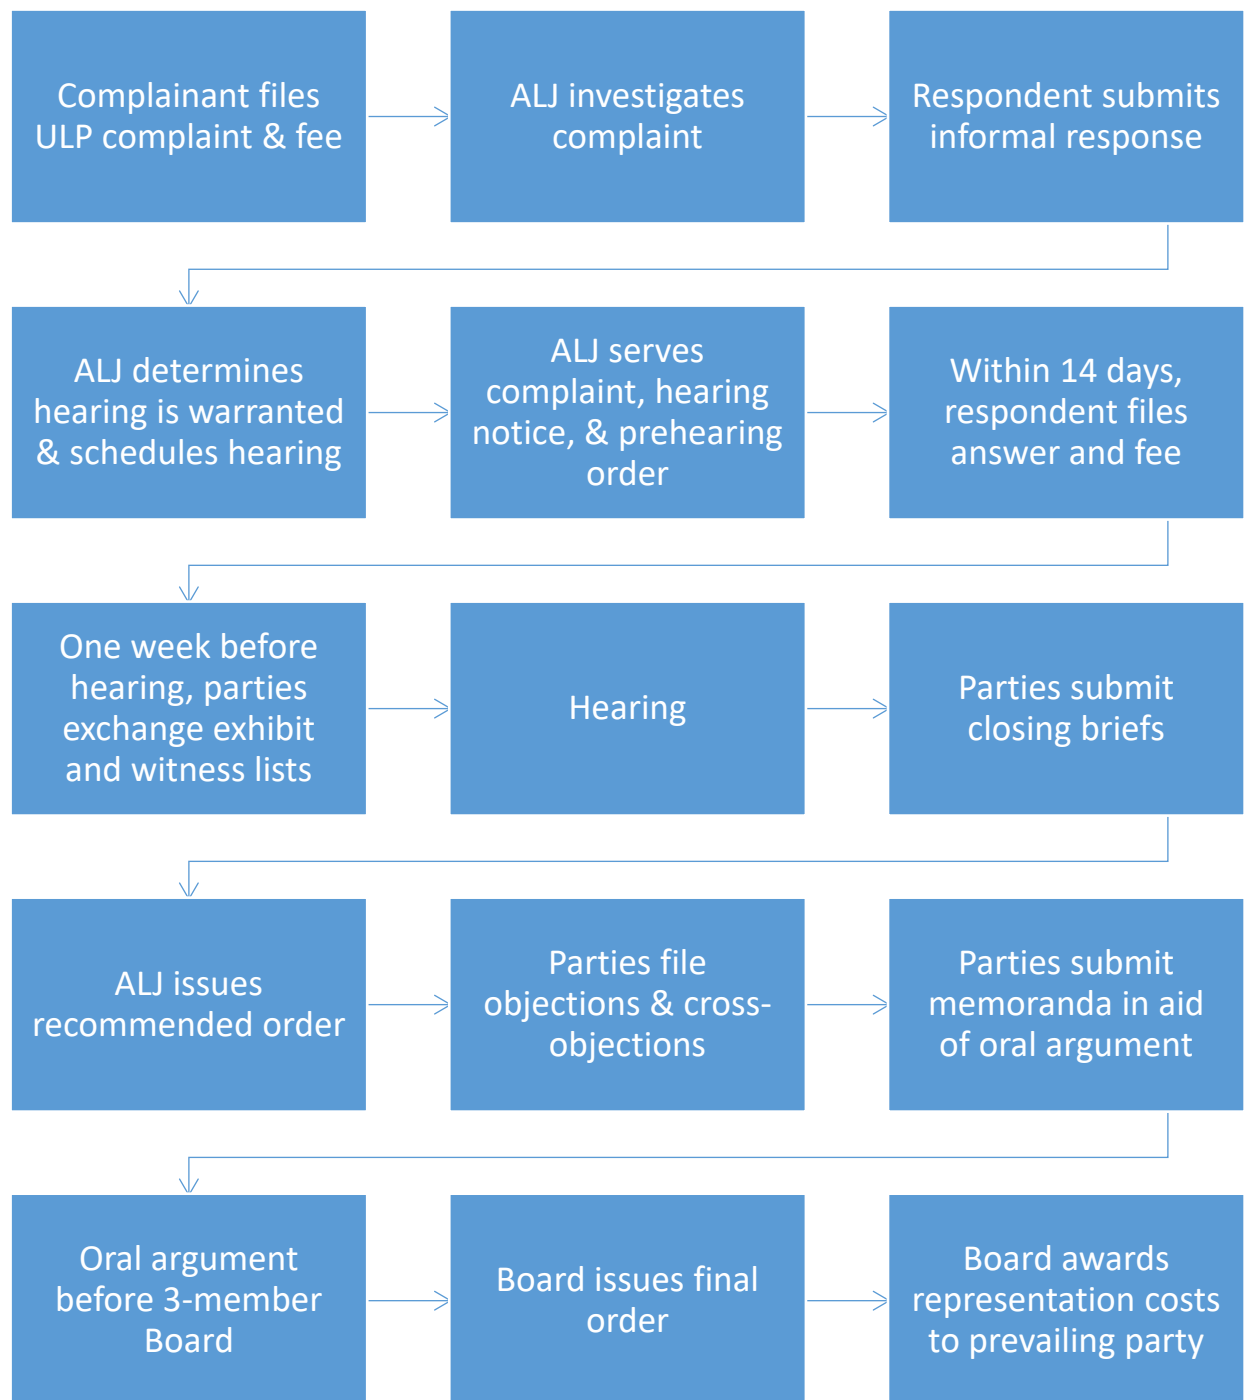 Complainant files
ULP complaint & fee
ALJ investigates
complaint
Respondent submits
informal response
ALJ determines
hearing is warranted
& schedules hearing
ALJ serves
complaint, hearing
notice, & prehearing
order
Within 14 days,
respondent files
answer and fee
One week before
hearing, parties
exchange exhibit
and witness lists
Hearing
Parties submit
closing briefs
ALJ issues
recommended order
Parties file
objections & cross-
objections
Parties submit
memoranda in aid
of oral argument
Oral argument
before 3-member
Board
Board issues final
order
Board awards
representation costs
to prevailing party